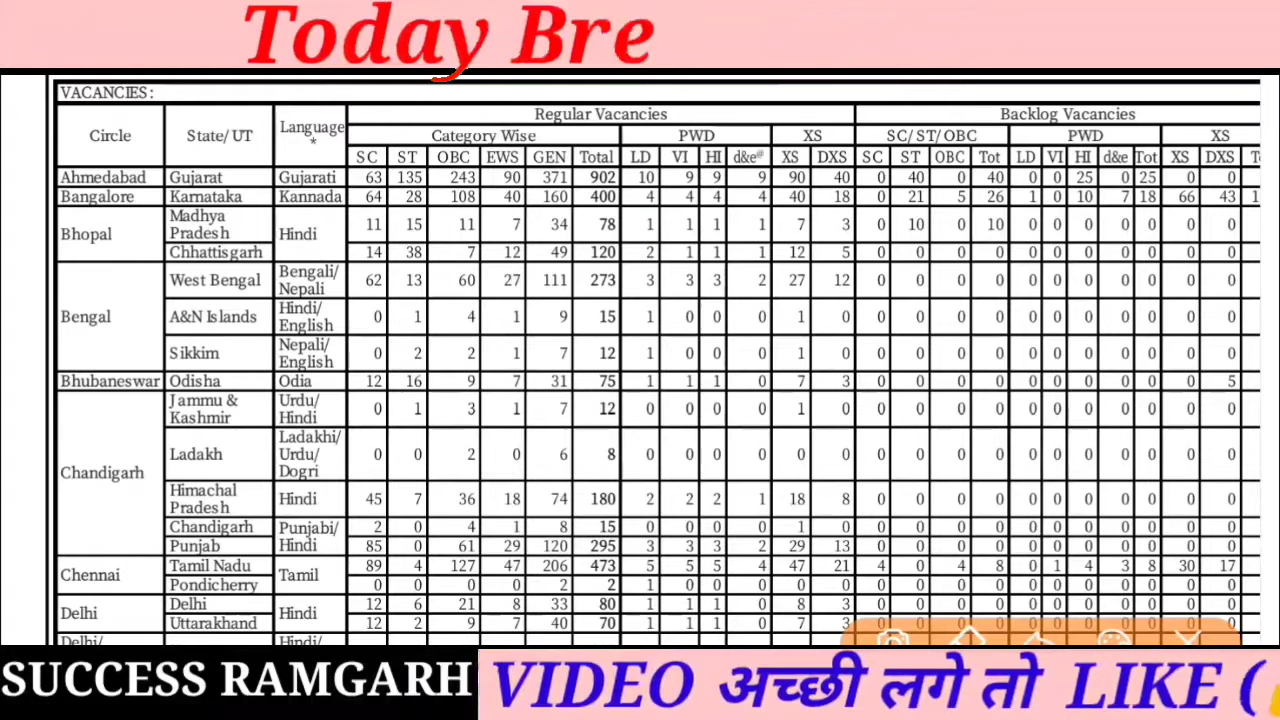 Today Bre
VACANCIES:
Circle State/ UT Language * Regular Vacancies Backlog Vacancies
Category Wise PWD XS SC/ ST/ OBC PWD XS
SC ST OBC EWS GEN Total LD VI HI d&e# XS DXS SC ST OBC Tot LD VI HI d&e Tot XS DXS
Ahmedabad Gujarat Gujarati 63 135 243 90 371 902 10 9 9 9 90 40 0 40 0 40 0 0 25 0 25 0 0
Bangalore Karnataka Kannada 64 28 108 40 160 400 4 4 4 4 40 18 0 21 5 26 1 0 10 7 18 66 43 1
Bhopal Madhya Pradesh Hindi 11 15 11 7 34 78 1 1 1 1 7 3 0 10 0 10 0 0 0 0 0 0 0
Chhattisgarh 14 38 7 12 49 120 2 1 1 1 12 5 0 0 0 0 0 0 0 0 0 0 0
Bengal West Bengal Bengali/ Nepali 62 13 60 27 111 273 3 3 3 2 27 12 0 0 0 0 0 0 0 0 0 0 0
A&N Islands Hindi/ English 0 1 4 1 9 15 1 0 0 0 1 0 0 0 0 0 0 0 0 0 0 0
Sikkim Nepali/ English 0 2 2 1 7 12 1 0 0 0 1 0 0 0 0 0 0 0 0 0 0 0
Bhubaneswar Odisha Odia 12 16 9 7 31 75 1 1 1 0 7 3 0 0 0 0 0 0 0 0 0 0 5
Chandigarh Jammu & Kashmir Urdu/ Hindi 0 1 3 1 7 12 0 0 0 0 1 0 0 0 0 0 0 0 0 0 0 0
Ladakh Ladakhi/ Urdu/ Dogri 0 0 2 0 6 8 0 0 0 0 0 0 0 0 0 0 0 0 0 0 0
Himachal Pradesh Hindi 45 7 36 18 74 180 2 2 2 1 18 8 0 0 0 0 0 0 0 0 0 0 0
Chandigarh Punjabi/ Hindi 2 0 4 1 8 15 0 0 0 0 1 0 0 0 0 0 0 0 0 0 0 0
Punjab 85 0 61 29 120 295 3 3 3 2 29 13 0 0 0 0 0 0 0 0 0 0 0
Chennai Tamil Nadu Tamil 89 4 127 47 206 473 5 5 5 4 47 21 4 0 4 8 0 1 4 3 8 30 17
Pondicherry 0 0 0 0 2 2 1 0 0 0 0 0 0 0 0 0 0 0 0 0 0
Delhi Delhi Hindi 12 6 21 8 33 80 1 1 1 0 8 3 0 0 0 0 0 0 0 0 0 0 0
Uttarakhand 12 2 9 7 40 70 1 1 1 0 7 3
Delhi/ Hindi/
SUCCESS RAMGARH VIDEO अच्छी लगे तो LIKE (